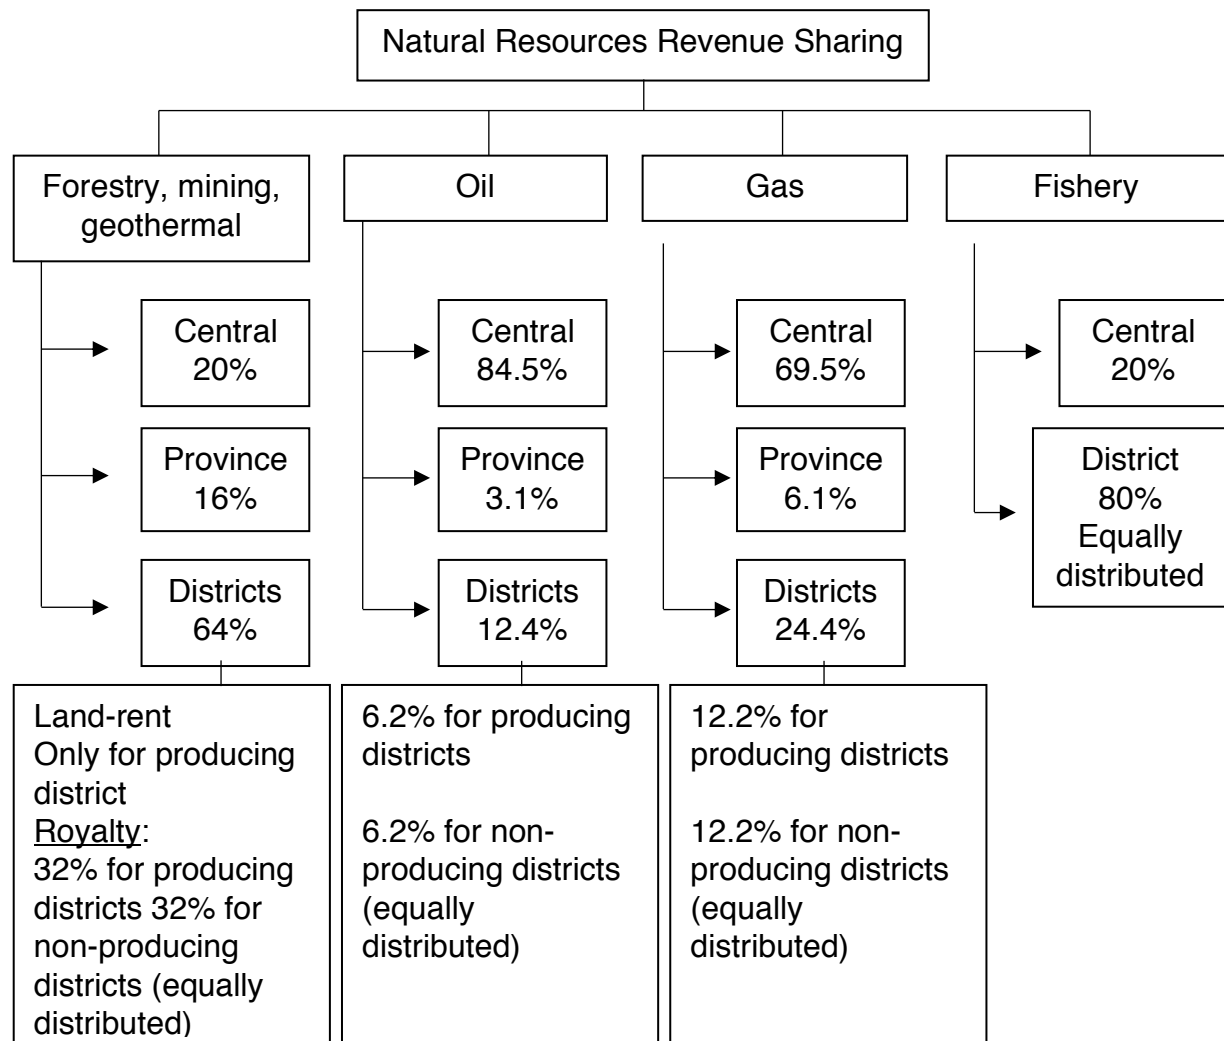 Natural Resources Revenue Sharing
Forestry, mining,
geothermal
Central
20%
Province
16%
Districts
64%
Land-rent
Only for producing
district
Royalty:
32% for producing
districts 32% for
non-producing
districts (equally
distributed)
Oil
Central
84.5%
Province
3.1%
Districts
12.4%
6.2% for producing
districts
6.2% for non-
producing districts
(equally
distributed)
Gas
Central
69.5%
Province
6.1%
Districts
24.4%
12.2% for
producing districts
12.2% for non-
producing districts
(equally
distributed)
Fishery
Central
20%
District
80%
Equally
distributed